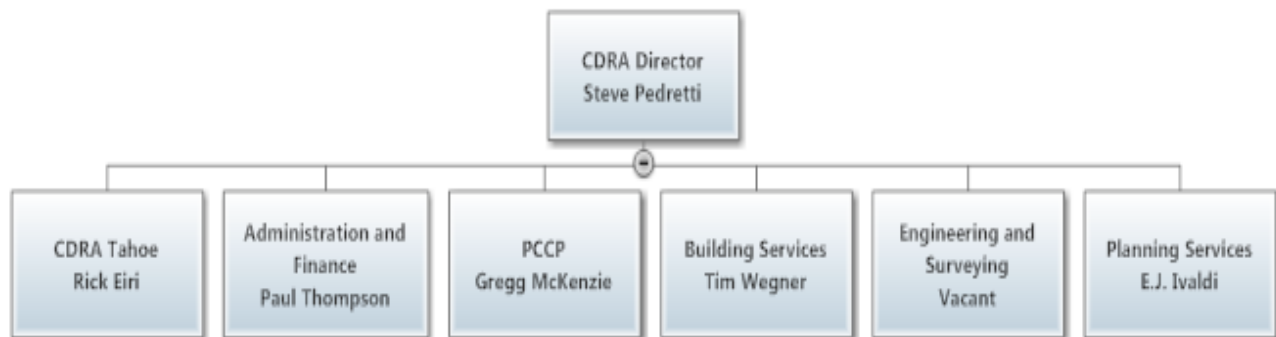 CDRA Director
Steve Pedretti
CDRA Tahoe
Rick Eiri
Administration and
Finance
Paul Thompson
PCCP
Gregg McKenzie
Building Services
Tim Wegner
Engineering and
Surveying
Vacant
Planning Services
E.J. Ivaldi